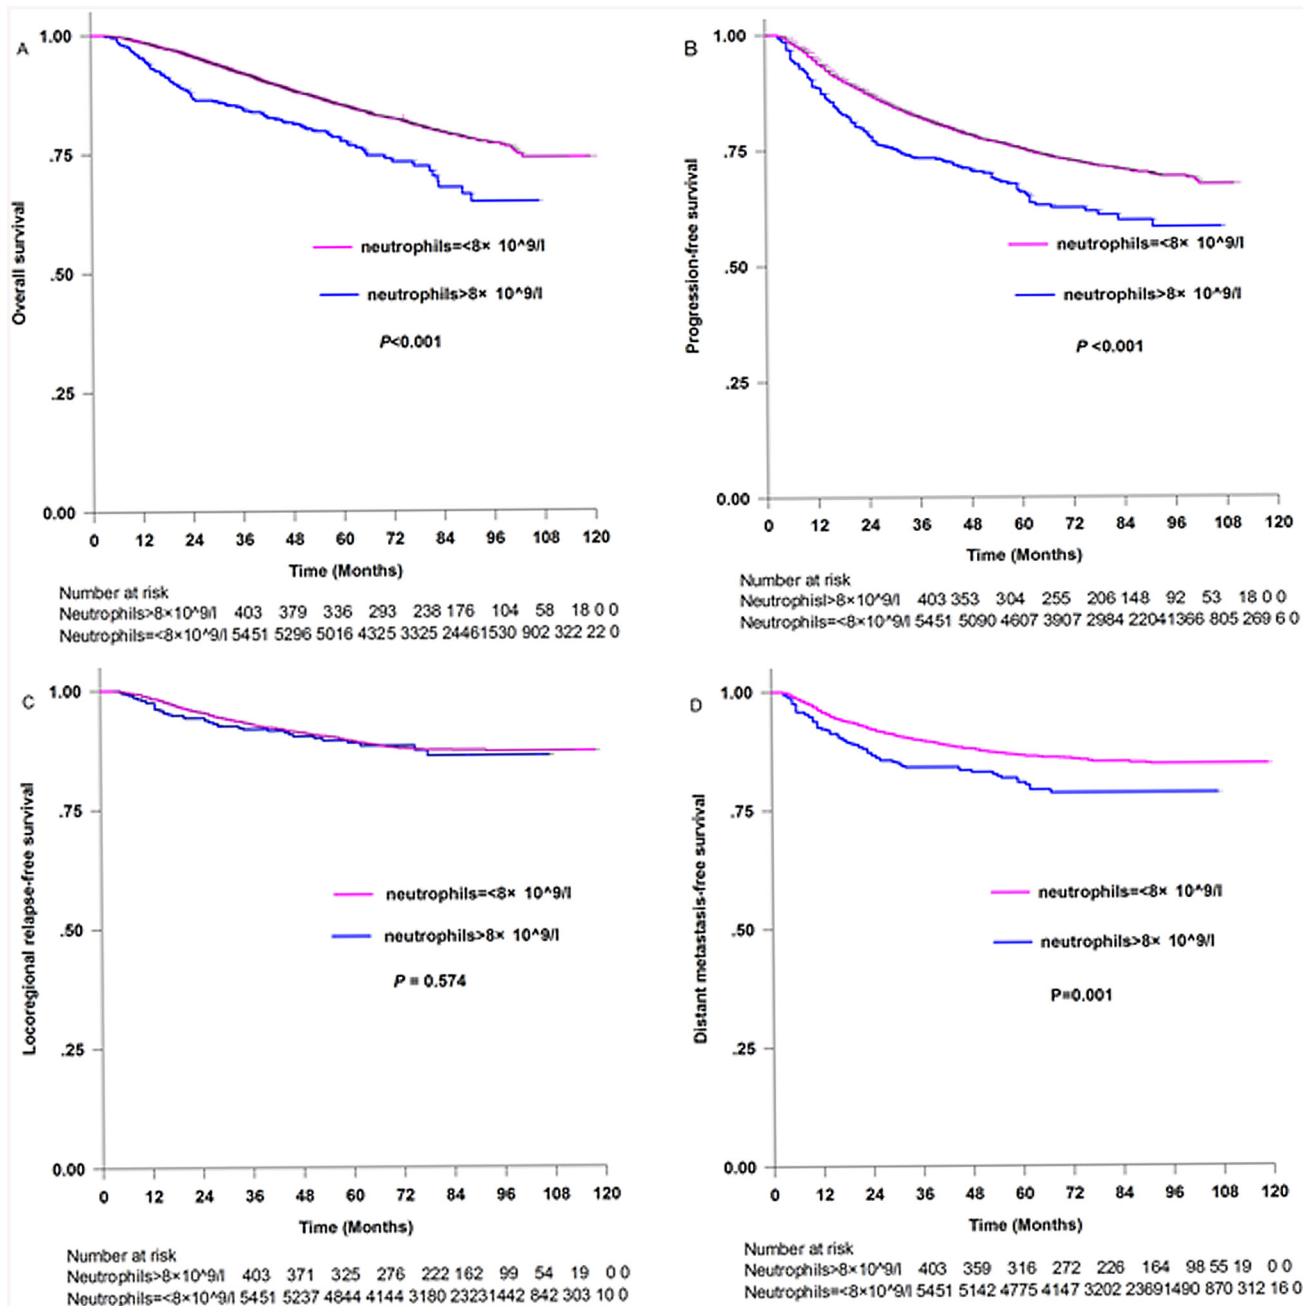 A
Overall survival
1.00
.75
.50
.25
0.00
neutrophils=<8× 10^9/l
neutrophils>8× 10^9/l
P<0.001
0 12 24 36 48 60 72 84 96 108 120
Time (Months)
Number at risk
Neutrophils>8×10^9/l 403 379 336 293 238 176 104 58 18 0 0
Neutrophils=<8×10^9/l 5451 5296 5016 4325 3325 24461530 902 322 22 0
B
Progression-free survival
1.00
.75
.50
.25
0.00
neutrophils=<8× 10^9/l
neutrophils>8× 10^9/l
P <0.001
0 12 24 36 48 60 72 84 96 108 120
Time (Months)
Number at risk
Neutrophisl>8×10^9/l 403 353 304 255 206 148 92 53 18 0 0
Neutrophils=<8×10^9/l 5451 5090 4607 3907 2984 22041366 805 269 6 0
C
Locoregional relapse-free survival
1.00
.75
.50
.25
0.00
neutrophils=<8× 10^9/l
neutrophils>8× 10^9/l
P = 0.574
0 12 24 36 48 60 72 84 96 108 120
Time (Months)
Number at risk
Neutrophils>8×10^9/l 403 371 325 276 222 162 99 54 19 0 0
Neutrophils=<8×10^9/l 5451 5237 4844 4144 3180 23231442 842 303 10 0
D
Distant metastasis-free survival
1.00
.75
.50
.25
0.00
neutrophils=<8× 10^9/l
neutrophils>8× 10^9/l
P=0.001
0 12 24 36 48 60 72 84 96 108 120
Time (Months)
Number at risk
Neutrophils>8×10^9/l 403 359 316 272 226 164 98 55 19 0 0
Neutrophils=<8×10^9/l 5451 5142 4775 4147 3202 23691490 870 312 16 0